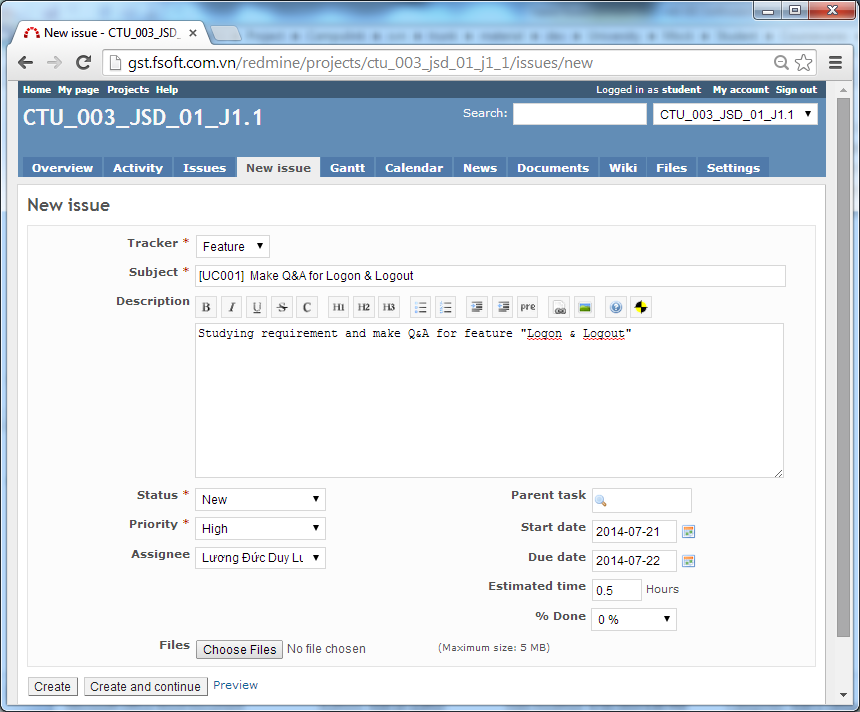 New issue - CTU_003_JSD_
gst.fsoft.com.vn/redmine/projects/ctu_003_jsd_01_j1_1/issues/new
Home My page Projects Help Logged in as student My account Sign out
CTU_003_JSD_01_J1.1 Search: CTU_003_JSD_01_J1.1
Overview Activity Issues New issue Gantt Calendar News Documents Wiki Files Settings
New issue
Tracker * Feature
Subject * [UC001] Make Q&A for Logon & Logout
Description B I U S C H1 H2 H3 pre
Studying requirement and make Q&A for feature "Logon & Logout"
Status * New Parent task
Priority * High Start date 2014-07-21
Assignee Lương Đức Duy Lu Due date 2014-07-22
Estimated time 0.5 Hours
% Done 0 %
Files Choose Files No file chosen (Maximum size: 5 MB)
Create Create and continue Preview